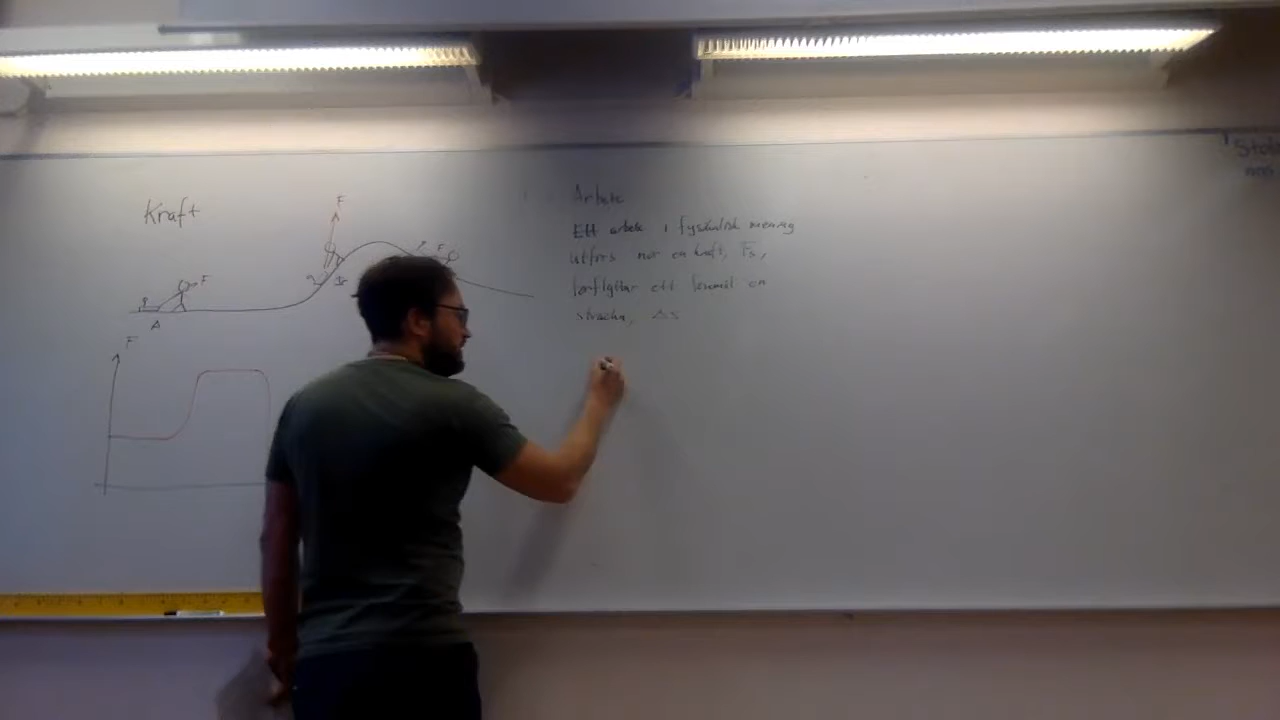 Kraft
F
F
F
A
F
Arbete
Ett arbete i fysikalisk mening
utförs när en kraft, Fs,
förflyttar ett föremål en
sträcka, Δs